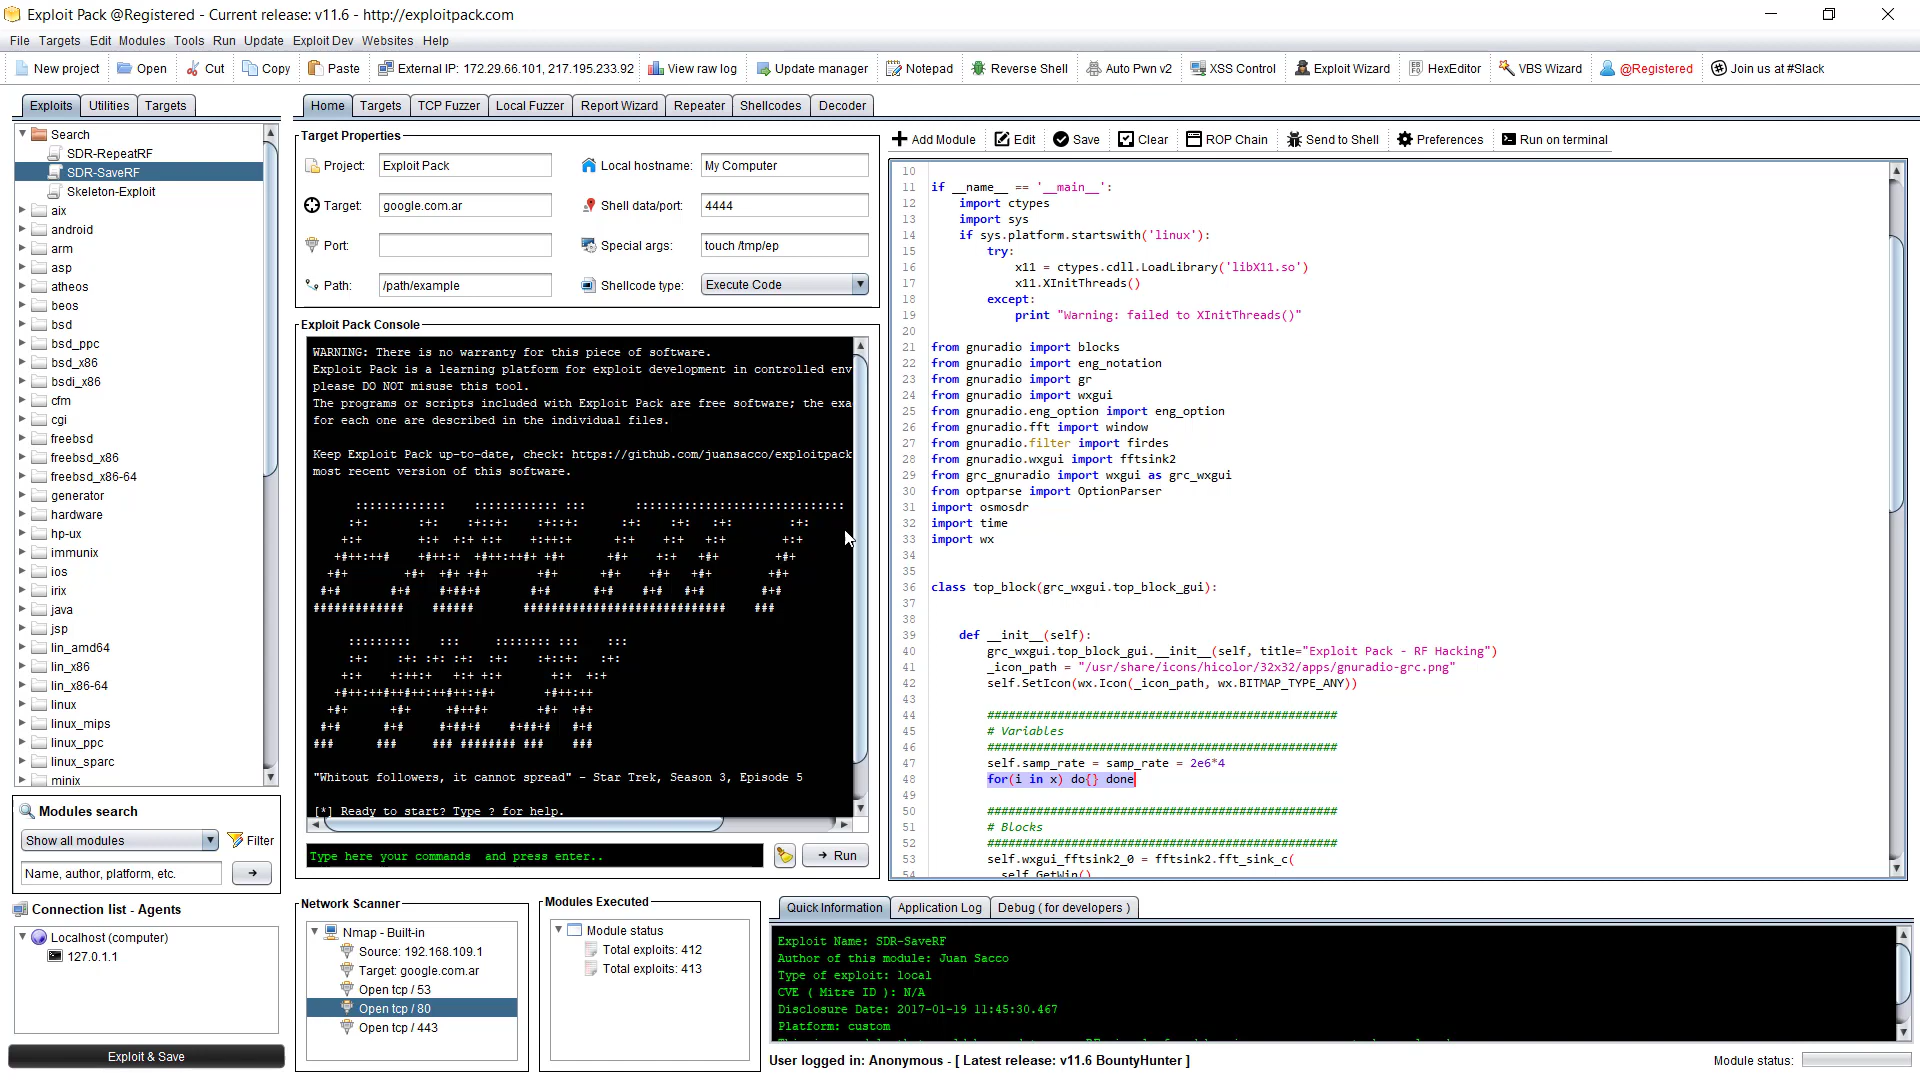 Exploit Pack @Registered - Current release: v11.6 - http://exploitpack.com
File Targets Edit Modules Tools Run Update Exploit Dev Websites Help
New project Open Cut Copy Paste External IP: 172.29.66.101, 217.195.233.92 View raw log Update manager Notepad Reverse Shell Auto Pwn v2 XSS Control Exploit Wizard HexEditor VBS Wizard @Registered Join us at #Slack
Exploits Utilities Targets
Search
SDR-RepeatRF
SDR-SaveRF
Skeleton-Exploit
aix
android
arm
asp
atheos
beos
bsd
bsd_ppc
bsd_x86
bsdi_x86
cfm
cgi
freebsd
freebsd_x86
freebsd_x86-64
generator
hardware
hp-ux
immunix
ios
irix
java
jsp
lin_amd64
lin_x86
lin_x86-64
linux
linux_mips
linux_ppc
linux_sparc
minix
Modules search
Show all modules Filter
Name, author, platform, etc.
Connection list - Agents
Localhost (computer)
127.0.1.1
Exploit & Save
Home Targets TCP Fuzzer Local Fuzzer Report Wizard Repeater Shellcodes Decoder
Target Properties
Project: Exploit Pack Local hostname: My Computer
Target: google.com.ar Shell data/port: 4444
Port: Special args: touch /tmp/ep
Path: /path/example Shellcode type: Execute Code
Exploit Pack Console
WARNING: There is no warranty for this piece of software.
Exploit Pack is a learning platform for exploit development in controlled env
please DO NOT misuse this tool.
The programs or scripts included with Exploit Pack are free software; the exa
for each one are described in the individual files.
Keep Exploit Pack up-to-date, check: https://github.com/juansacco/exploitpack
most recent version of this software.
"Whitout followers, it cannot spread" - Star Trek, Season 3, Episode 5
[*] Ready to start? Type ? for help.
Type here your commands and press enter.. Run
Network Scanner
Nmap - Built-in
Source: 192.168.109.1
Target: google.com.ar
Open tcp / 53
Open tcp / 80
Open tcp / 443
Modules Executed
Module status
Total exploits: 412
Total exploits: 413
Add Module Edit Save Clear ROP Chain Send to Shell Preferences Run on terminal
10
11 if __name__ == '__main__':
12 import ctypes
13 import sys
14 if sys.platform.startswith('linux'):
15 try:
16 x11 = ctypes.cdll.LoadLibrary('libX11.so')
17 x11.XInitThreads()
18 except:
19 print "Warning: failed to XInitThreads()"
20
21 from gnuradio import blocks
22 from gnuradio import eng_notation
23 from gnuradio import gr
24 from gnuradio import wxgui
25 from gnuradio.eng_option import eng_option
26 from gnuradio.fft import window
27 from gnuradio.filter import firdes
28 from gnuradio.wxgui import fftsink2
29 from grc_gnuradio import wxgui as grc_wxgui
30 from optparse import OptionParser
31 import osmosdr
32 import time
33 import wx
34
35
36 class top_block(grc_wxgui.top_block_gui):
37
38
39 def __init__(self):
40 grc_wxgui.top_block_gui.__init__(self, title="Exploit Pack - RF Hacking")
41 _icon_path = "/usr/share/icons/hicolor/32x32/apps/gnuradio-grc.png"
42 self.SetIcon(wx.Icon(_icon_path, wx.BITMAP_TYPE_ANY))
43
44 ##################################################
45 # Variables
46 ##################################################
47 self.samp_rate = samp_rate = 2e6*4
48 for(i in x) do{} done
49
50 ##################################################
51 # Blocks
52 ##################################################
53 self.wxgui_fftsink2_0 = fftsink2.fft_sink_c(
54 self.GetWin()
Quick Information Application Log Debug ( for developers )
Exploit Name: SDR-SaveRF
Author of this module: Juan Sacco
Type of exploit: local
CVE ( Mitre ID ): N/A
Disclosure Date: 2017-01-19 11:45:30.467
Platform: custom
User logged in: Anonymous - [ Latest release: v11.6 BountyHunter ]
Module status: